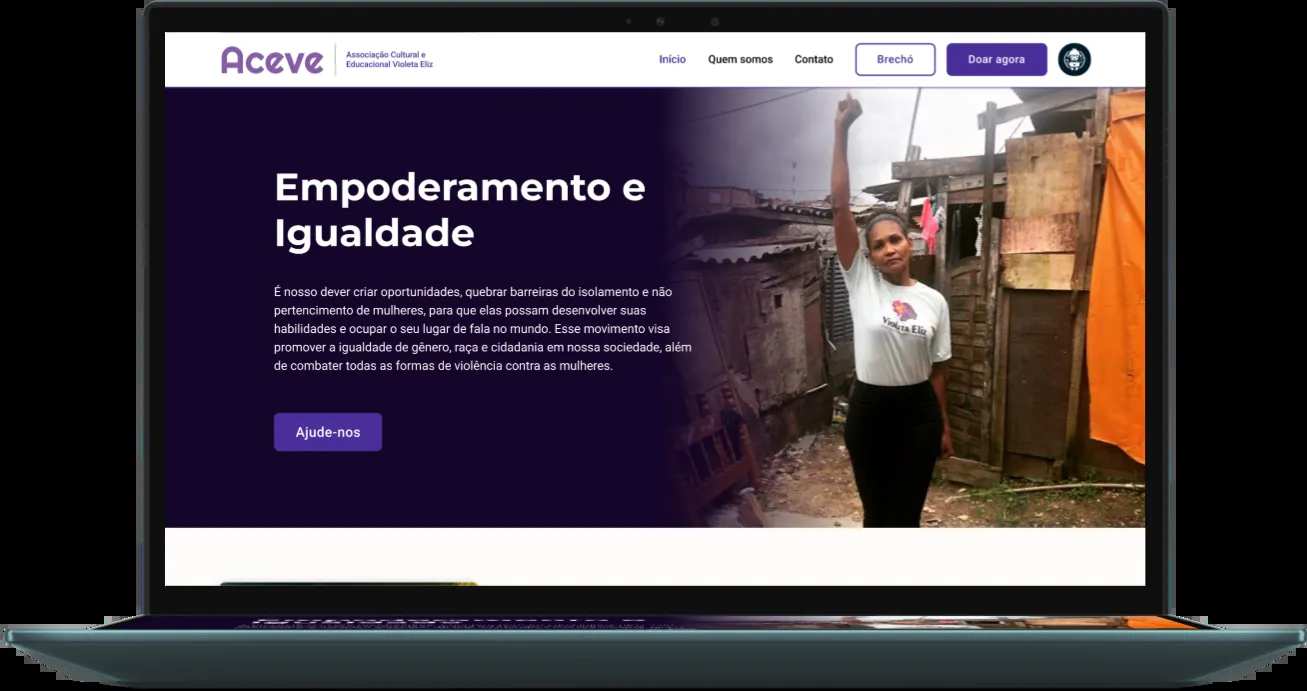 Aceve
Associação Cultural e
Educacional Violeta Eliz
Início
Quem somos
Contato
Brechó
Doar agora
Empoderamento e
Igualdade
É nosso dever criar oportunidades, quebrar barreiras do isolamento e não
pertencimento de mulheres, para que elas possam desenvolver suas
habilidades e ocupar o seu lugar de fala no mundo. Esse movimento visa
promover a igualdade de gênero, raça e cidadania em nossa sociedade, além
de combater todas as formas de violência contra as mulheres.
Ajude-nos
Violeta Eliz